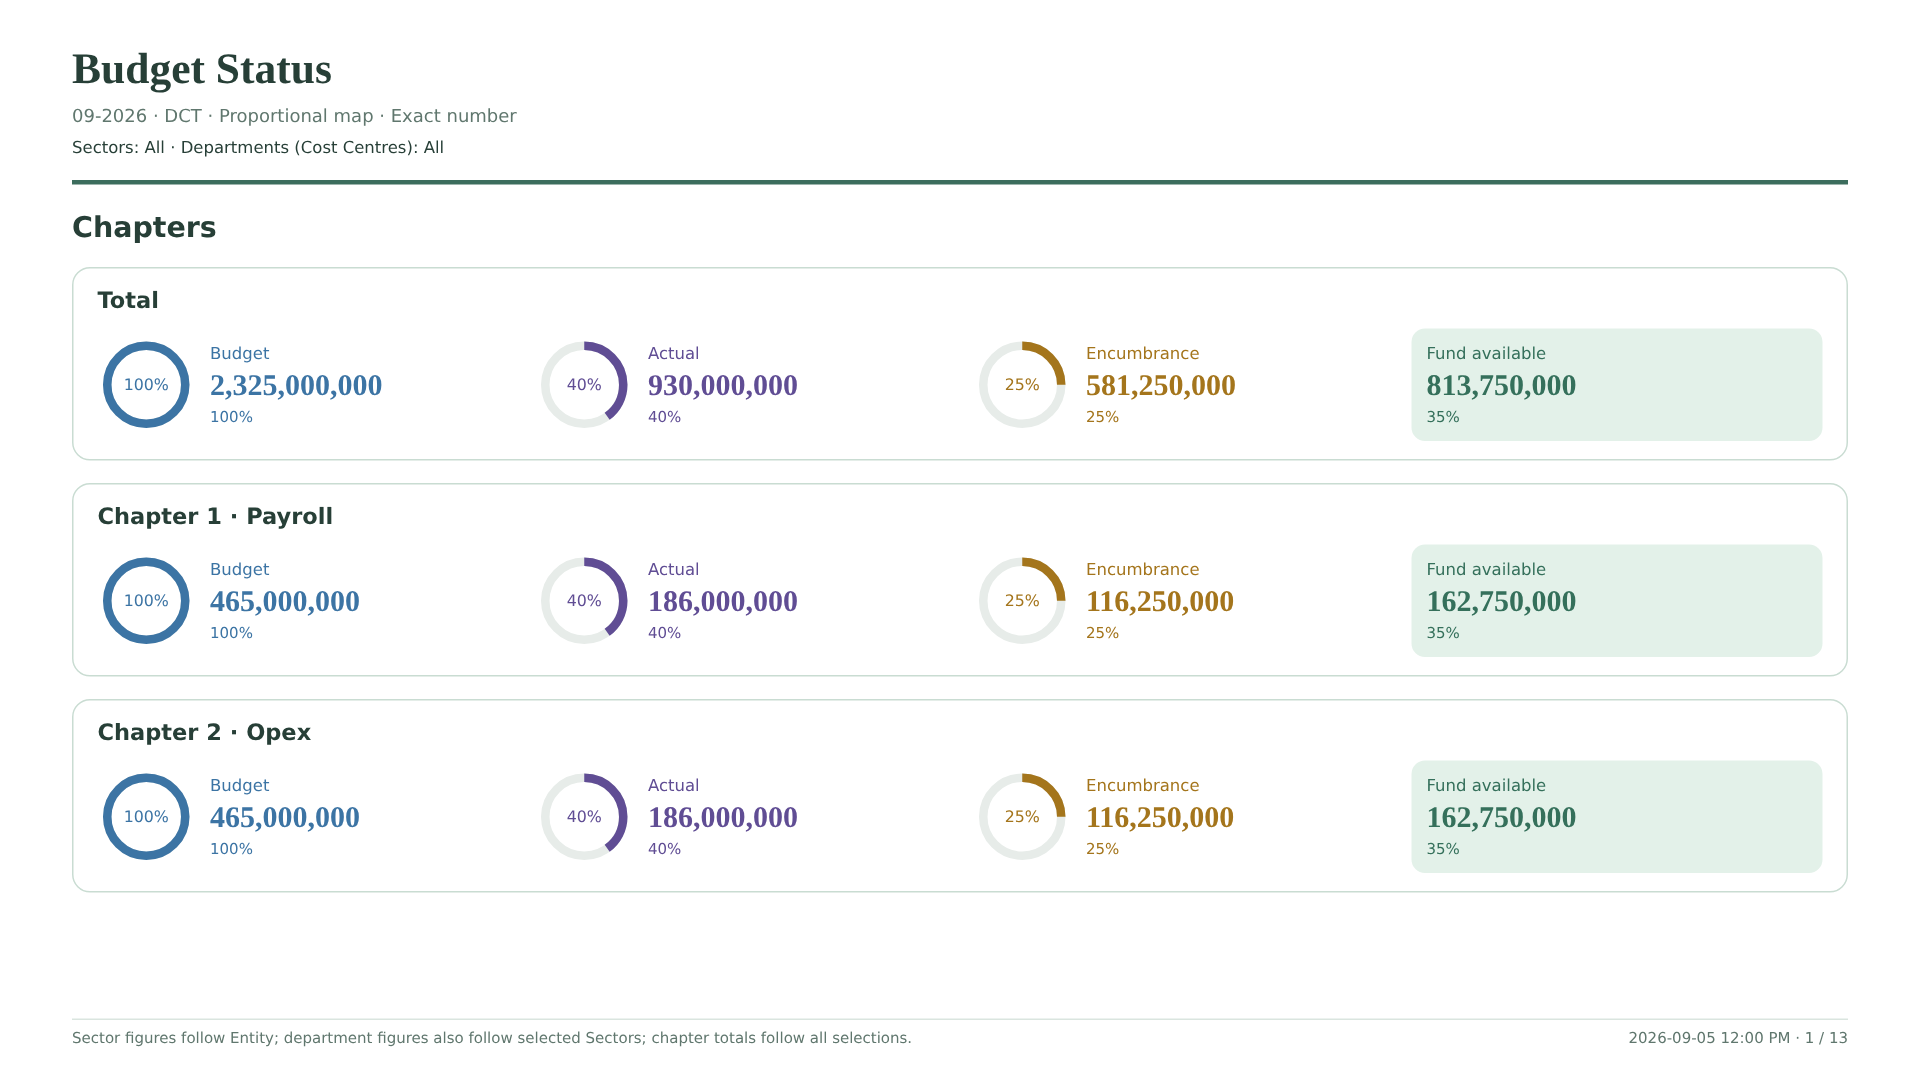 Budget Status
09-2026 · DCT · Proportional map · Exact number
Sectors: All · Departments (Cost Centres): All
Chapters
Total
100%
Budget
2,325,000,000
100%
40%
Actual
930,000,000
40%
25%
Encumbrance
581,250,000
25%
Fund available
813,750,000
35%
Chapter 1 · Payroll
100%
Budget
465,000,000
100%
40%
Actual
186,000,000
40%
25%
Encumbrance
116,250,000
25%
Fund available
162,750,000
35%
Chapter 2 · Opex
100%
Budget
465,000,000
100%
40%
Actual
186,000,000
40%
25%
Encumbrance
116,250,000
25%
Fund available
162,750,000
35%
Sector figures follow Entity; department figures also follow selected Sectors; chapter totals follow all selections.
2026-09-05 12:00 PM · 1 / 13